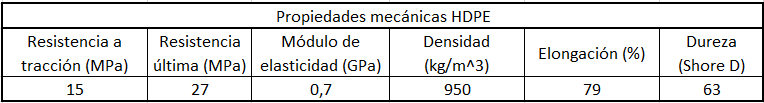 Propiedades mecánicas HDPE
Resistencia a tracción (MPa) Resistencia última (MPa) Módulo de elasticidad (GPa) Densidad (kg/m^3) Elongación (%) Dureza (Shore D)
15 27 0,7 950 79 63